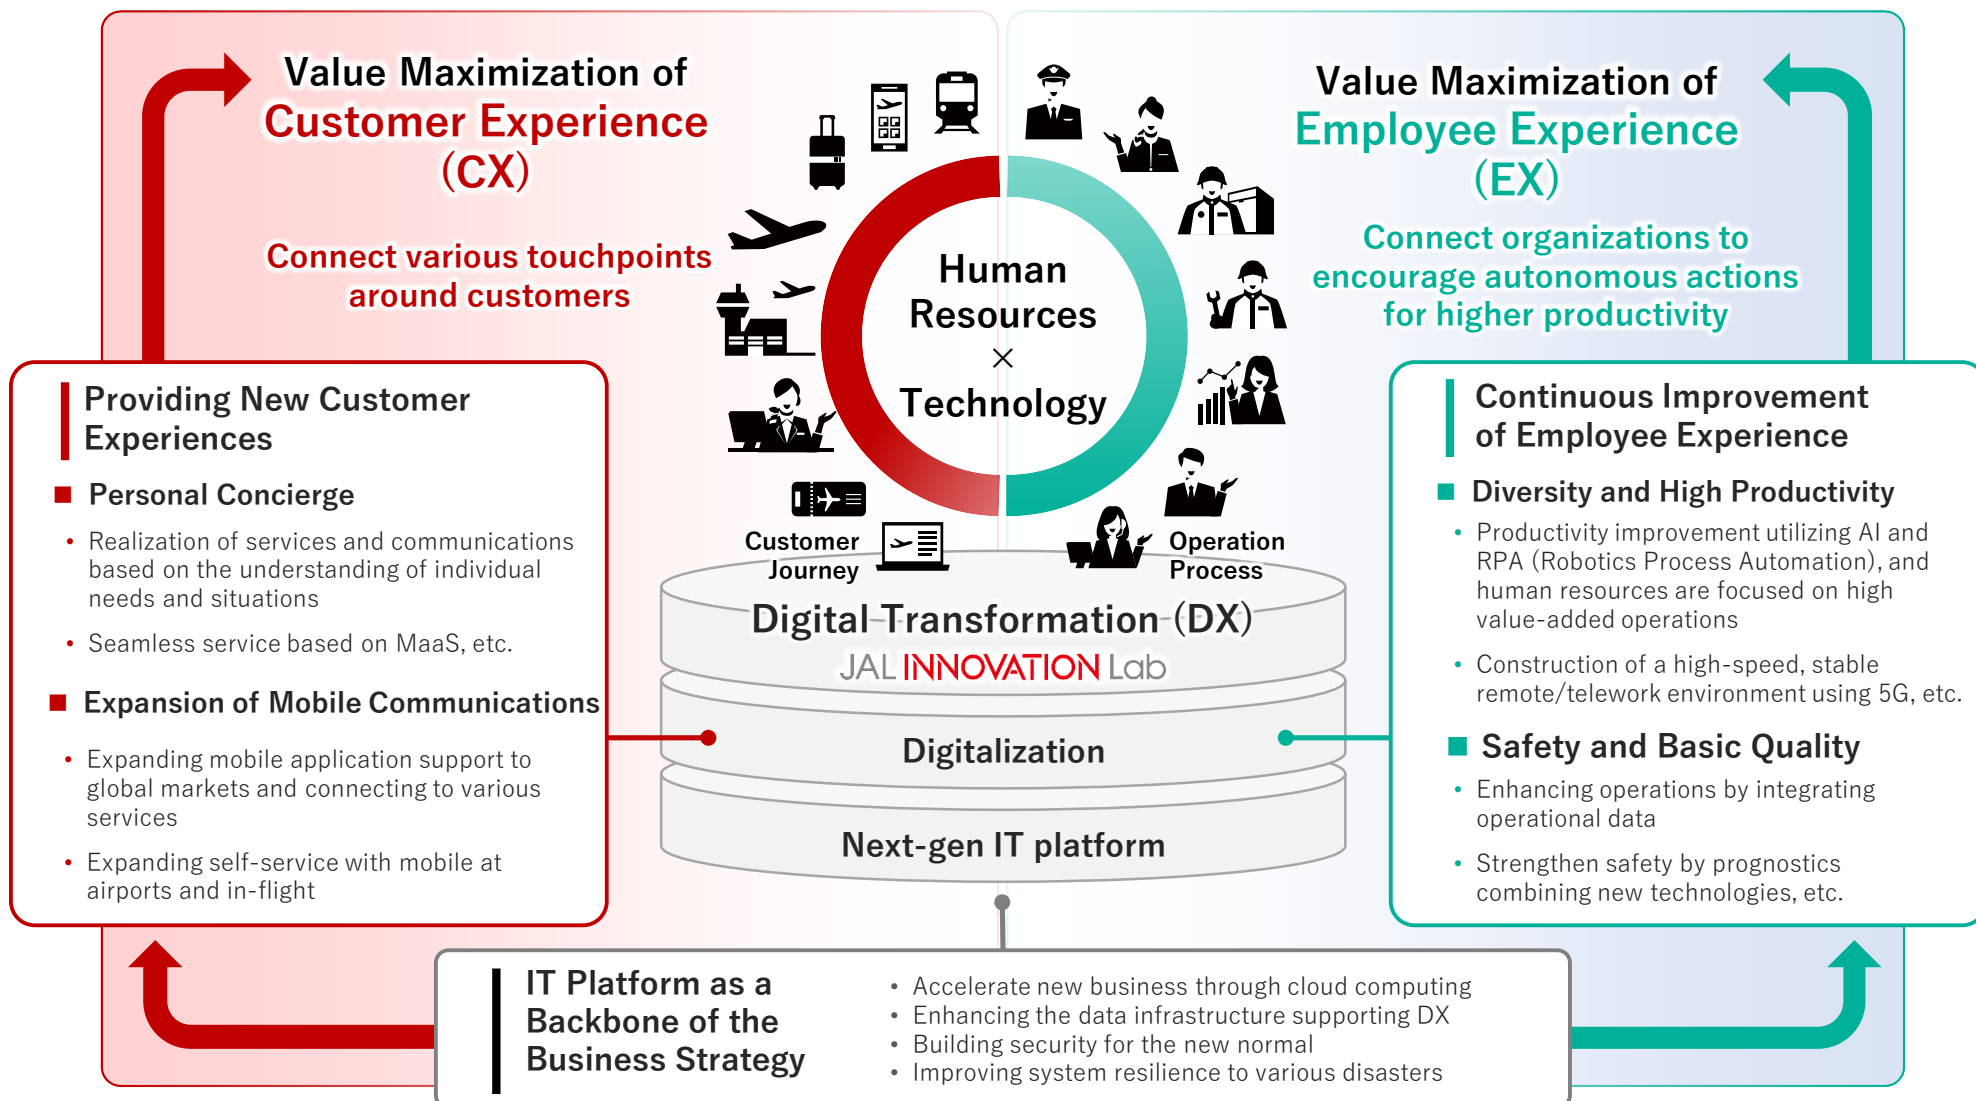 Value Maximization of
Customer Experience
(CX)
Connect various touchpoints
around customers
Value Maximization of
Employee Experience
(EX)
Connect organizations to
encourage autonomous actions
for higher productivity
Human
Resources
×
Technology
Customer
Journey
Operation
Process
Providing New Customer
Experiences
■ Personal Concierge
• Realization of services and communications
based on the understanding of individual
needs and situations
• Seamless service based on MaaS, etc.
■ Expansion of Mobile Communications
• Expanding mobile application support to
global markets and connecting to various
services
• Expanding self-service with mobile at
airports and in-flight
Digital Transformation (DX)
JAL INNOVATION Lab
Digitalization
Next-gen IT platform
Continuous Improvement
of Employee Experience
■ Diversity and High Productivity
• Productivity improvement utilizing AI and
RPA (Robotics Process Automation), and
human resources are focused on high
value-added operations
• Construction of a high-speed, stable
remote/telework environment using 5G, etc.
■ Safety and Basic Quality
• Enhancing operations by integrating
operational data
• Strengthen safety by prognostics
combining new technologies, etc.
IT Platform as a
Backbone of the
Business Strategy
• Accelerate new business through cloud computing
• Enhancing the data infrastructure supporting DX
• Building security for the new normal
• Improving system resilience to various disasters